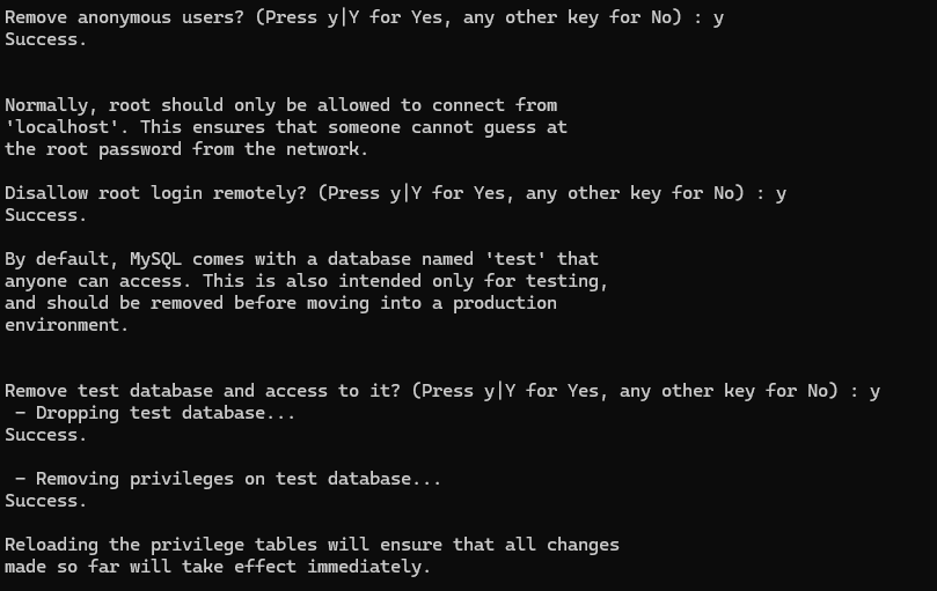 Remove anonymous users? (Press y|Y for Yes, any other key for No) : y
Success.
Normally, root should only be allowed to connect from
'localhost'. This ensures that someone cannot guess at
the root password from the network.
Disallow root login remotely? (Press y|Y for Yes, any other key for No) : y
Success.
By default, MySQL comes with a database named 'test' that
anyone can access. This is also intended only for testing,
and should be removed before moving into a production
environment.
Remove test database and access to it? (Press y|Y for Yes, any other key for No) : y
 - Dropping test database...
Success.
 - Removing privileges on test database...
Success.
Reloading the privilege tables will ensure that all changes
made so far will take effect immediately.